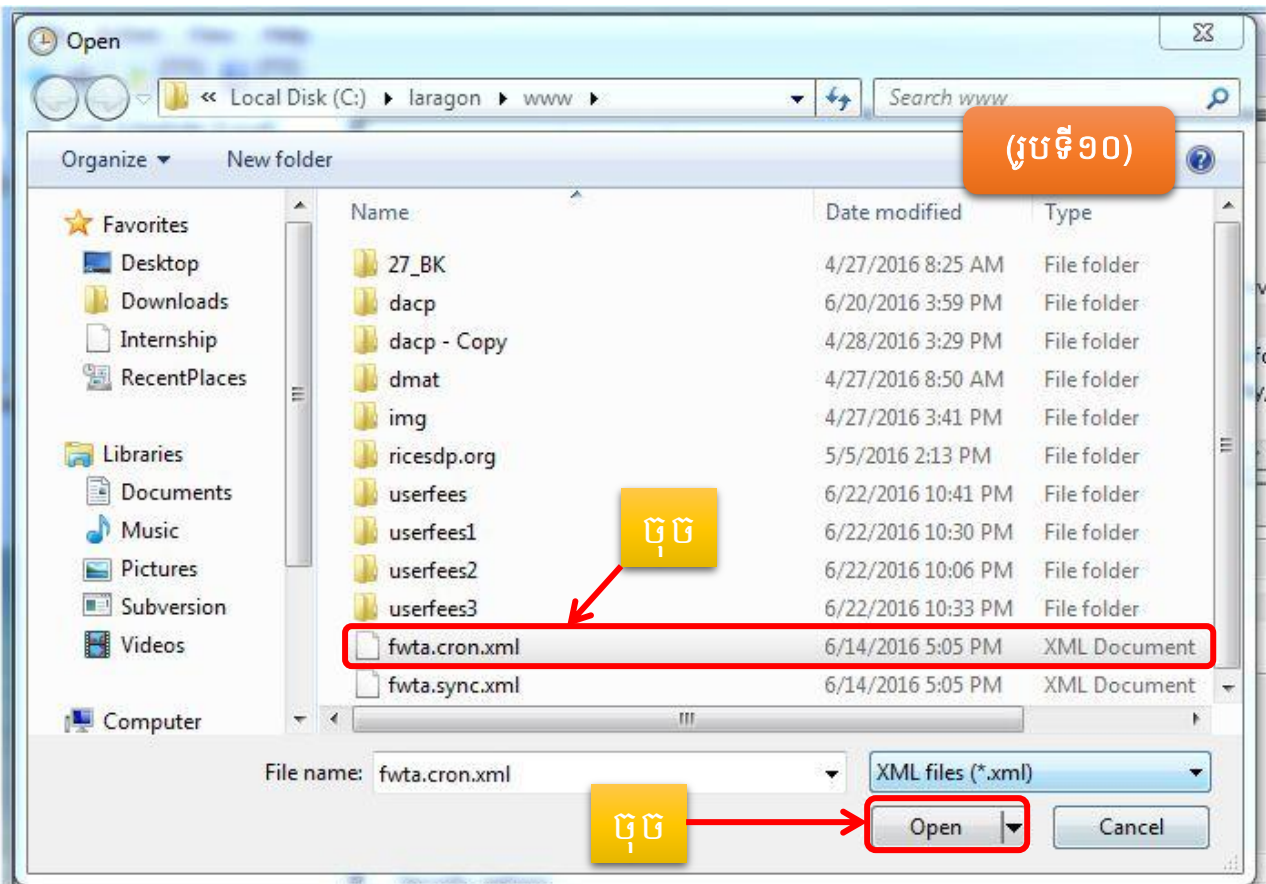 Open
« Local Disk (C:) ▸ laragon ▸ www ▸
Search www
(រូបទី១០)
Organize ▾ New folder
Favorites
Desktop
Downloads
Internship
RecentPlaces
Libraries
Documents
Music
Pictures
Subversion
Videos
Computer
Name Date modified Type
27_BK 4/27/2016 8:25 AM File folder
dacp 6/20/2016 3:59 PM File folder
dacp - Copy 4/28/2016 3:29 PM File folder
dmat 4/27/2016 8:50 AM File folder
img 4/27/2016 3:41 PM File folder
ricesdp.org 5/5/2016 2:13 PM File folder
userfees 6/22/2016 10:41 PM File folder
userfees1 6/22/2016 10:30 PM File folder
userfees2 6/22/2016 10:06 PM File folder
userfees3 6/22/2016 10:33 PM File folder
ចុច
fwta.cron.xml 6/14/2016 5:05 PM XML Document
fwta.sync.xml 6/14/2016 5:05 PM XML Document
File name: fwta.cron.xml
XML files (*.xml)
ចុច
Open
Cancel